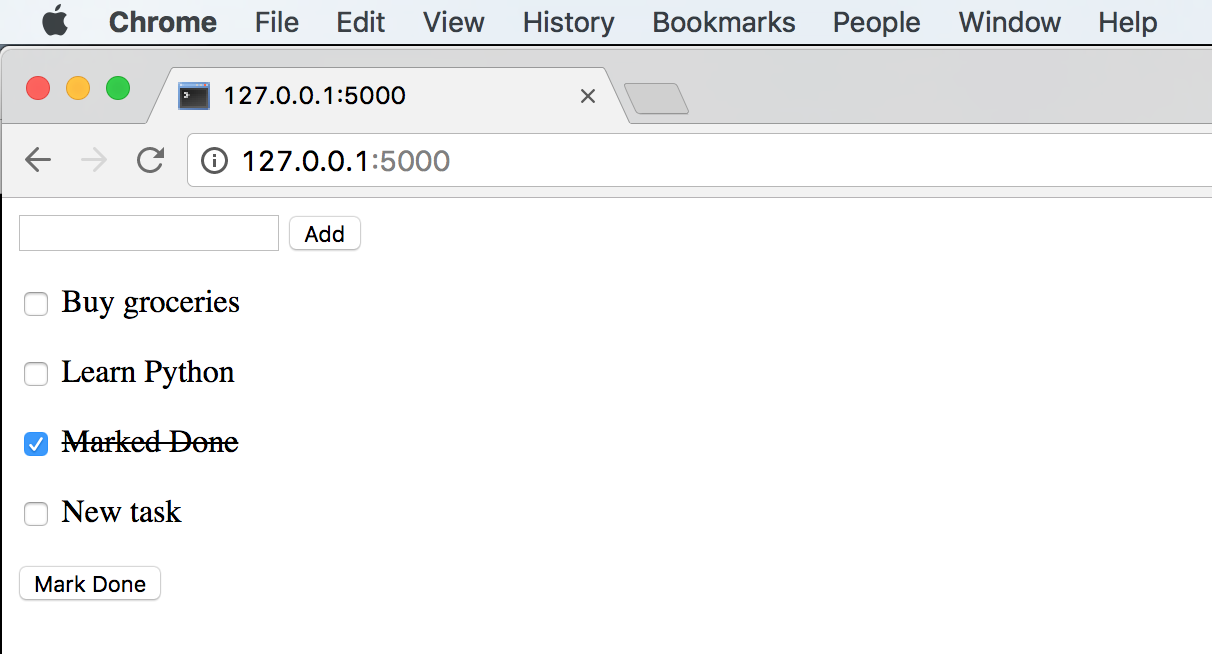 Chrome File Edit View History Bookmarks People Window Help
127.0.0.1:5000
127.0.0.1:5000
Add
Buy groceries
Learn Python
Marked Done
New task
Mark Done